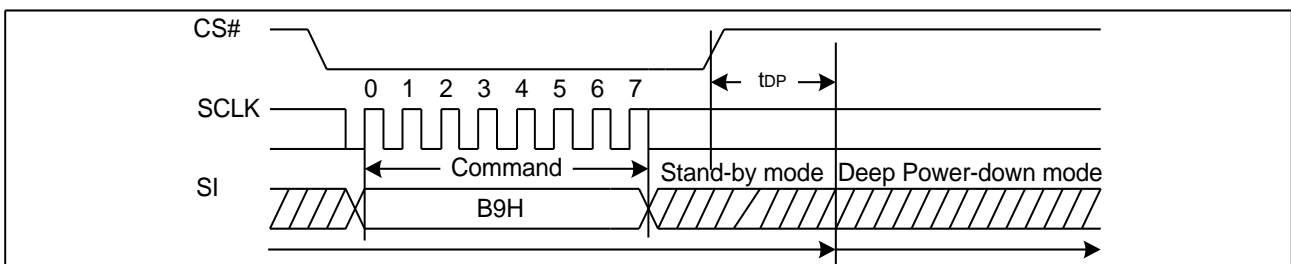 CS#
tDP
0 1 2 3 4 5 6 7
SCLK
Command
Stand-by mode Deep Power-down mode
SI
B9H